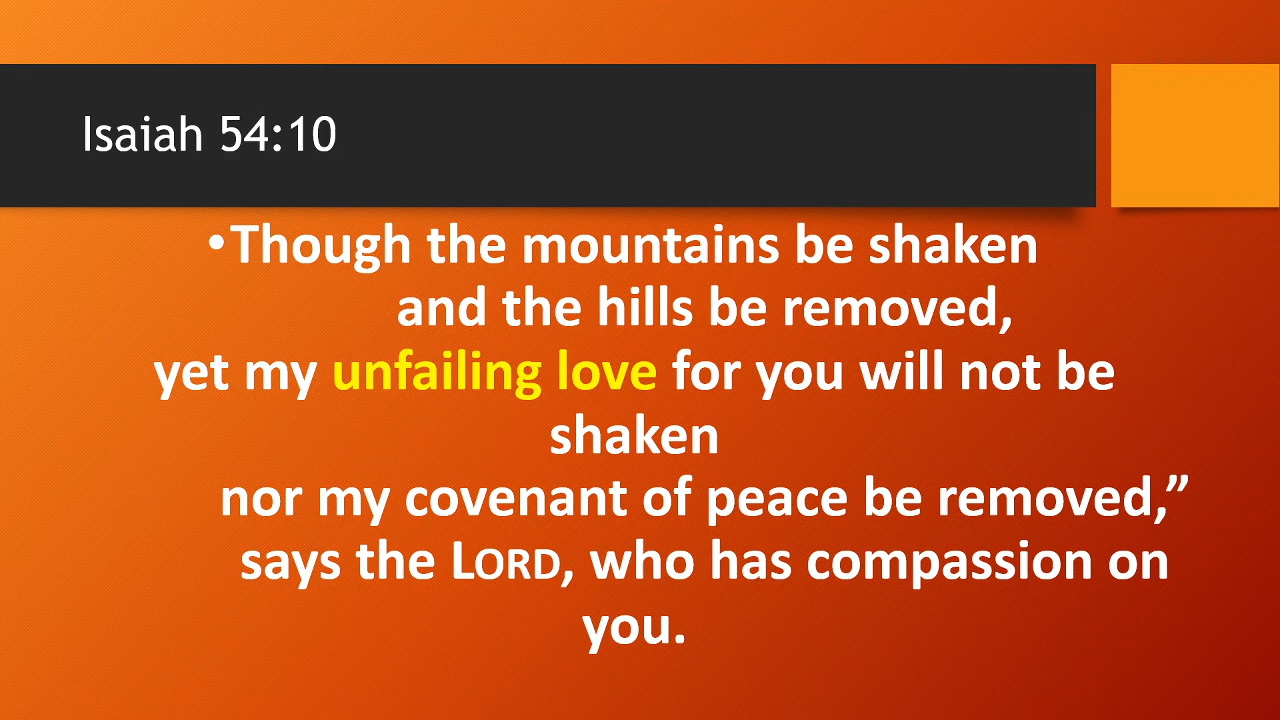 Isaiah 54:10
•Though the mountains be shaken
and the hills be removed,
yet my unfailing love for you will not be
shaken
nor my covenant of peace be removed,”
says the LORD, who has compassion on
you.